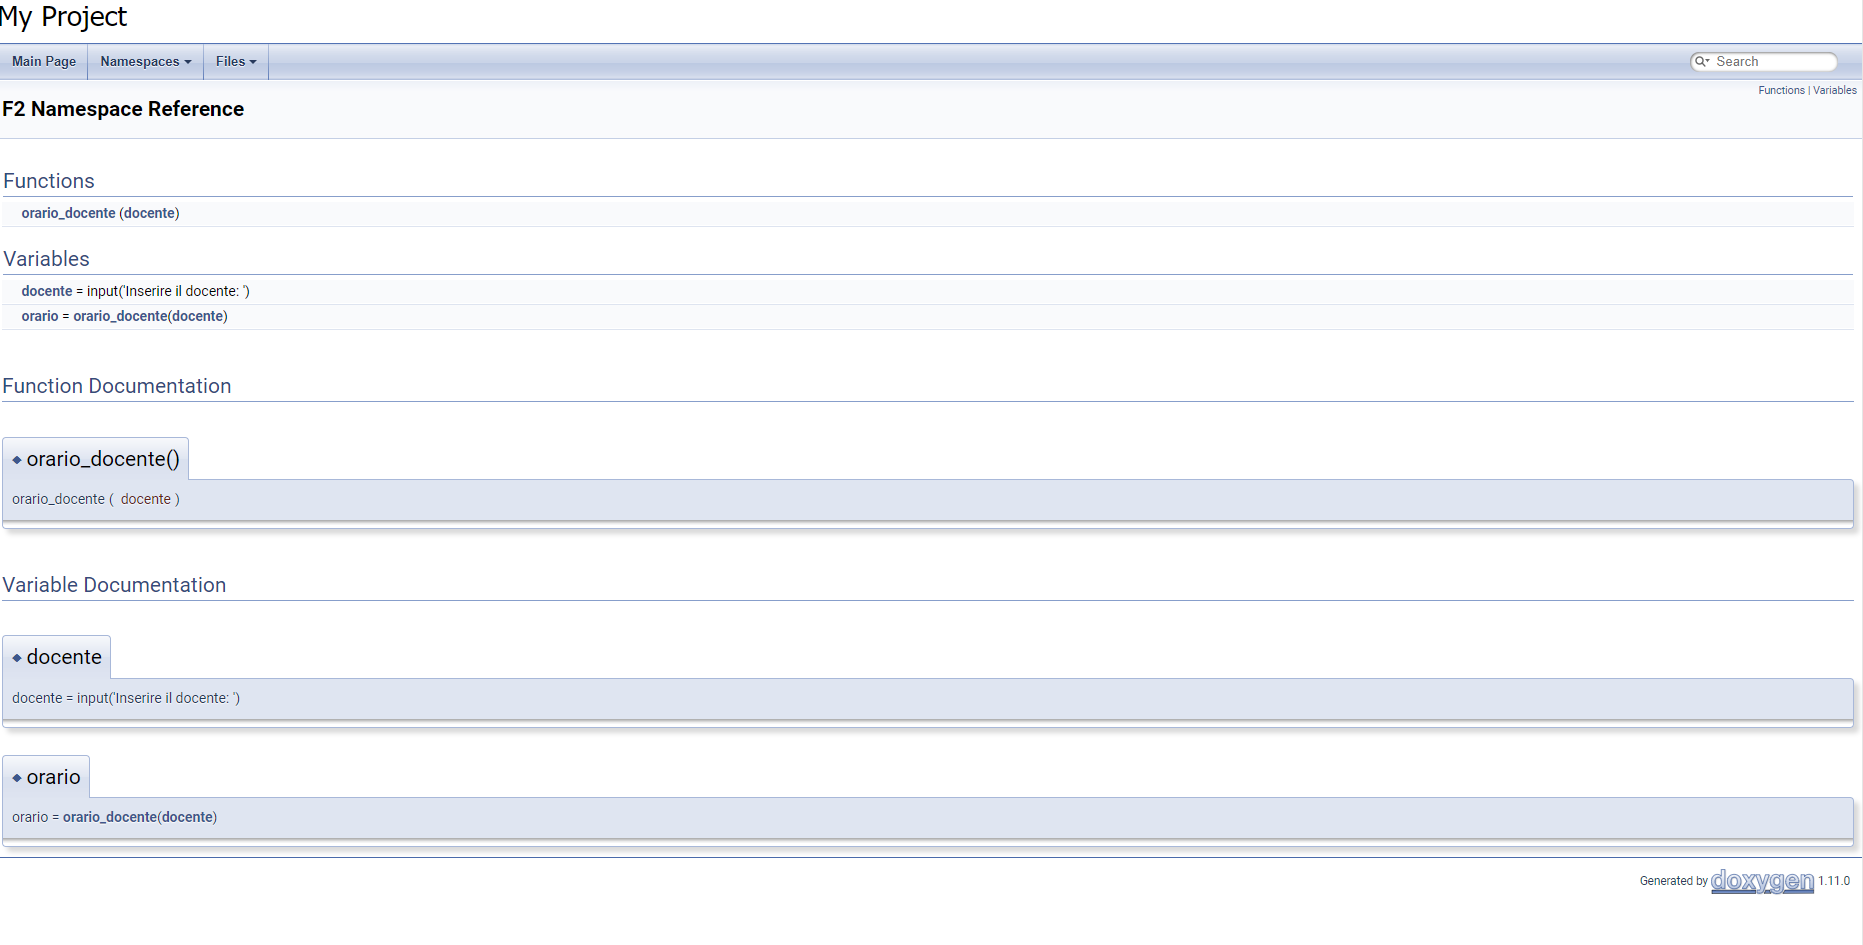 My Project
Main Page Namespaces Files Search
Functions | Variables
F2 Namespace Reference
Functions
orario_docente (docente)
Variables
docente = input('Inserire il docente: ')
orario = orario_docente(docente)
Function Documentation
◆ orario_docente()
orario_docente ( docente )
Variable Documentation
◆ docente
docente = input('Inserire il docente: ')
◆ orario
orario = orario_docente(docente)
Generated by doxygen 1.11.0